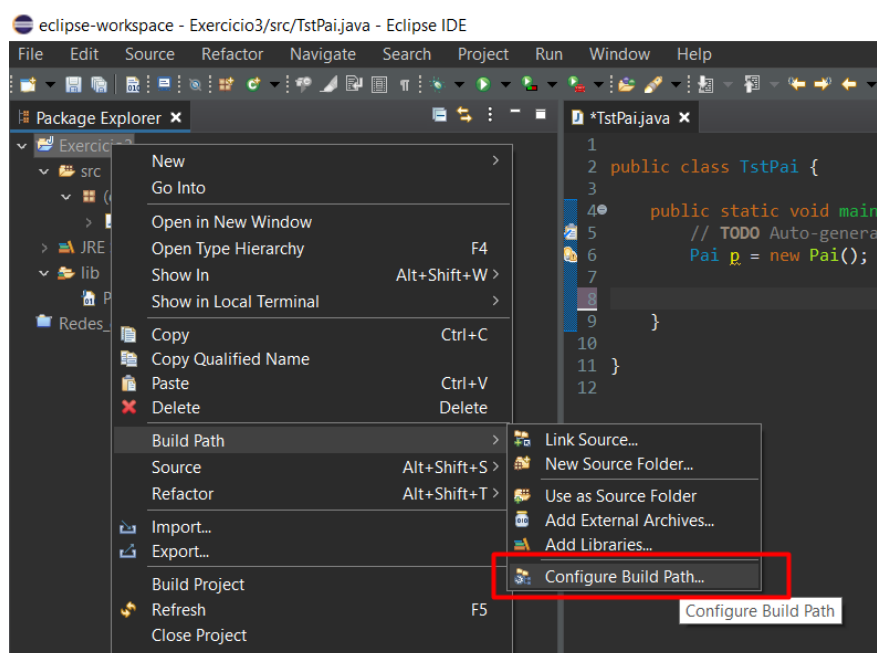 eclipse-workspace - Exercicio3/src/TstPai.java - Eclipse IDE
File Edit Source Refactor Navigate Search Project Run Window Help
Package Explorer
*TstPai.java
src
JRE
lib
Redes_
New
Go Into
Open in New Window
Open Type Hierarchy F4
Show In Alt+Shift+W >
Show in Local Terminal
Copy Ctrl+C
Copy Qualified Name
Paste Ctrl+V
Delete Delete
Build Path
Source Alt+Shift+S >
Refactor Alt+Shift+T >
Import...
Export...
Build Project
Refresh F5
Close Project
Link Source...
New Source Folder...
Use as Source Folder
Add External Archives...
Add Libraries...
Configure Build Path...
Configure Build Path
1
2 public class TstPai {
3
4 public static void main
5 // TODO Auto-genera
6 Pai p = new Pai();
7
8
9 }
10
11 }
12